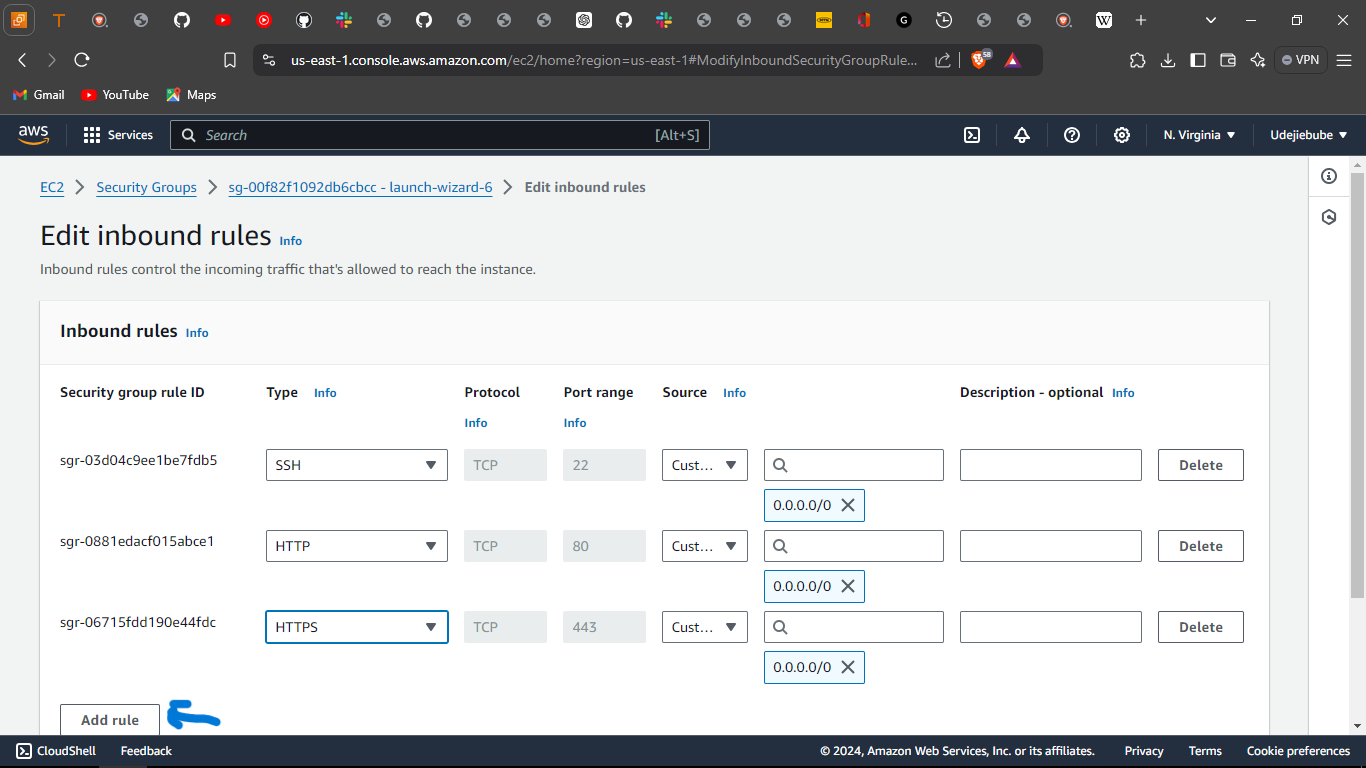 us-east-1.console.aws.amazon.com/ec2/home?region=us-east-1#ModifyInboundSecurityGroupRule...
58
VPN
Gmail
YouTube
Maps
aws
Services
Search
[Alt+S]
N. Virginia
Udejiebube
EC2
Security Groups
sg-00f82f1092db6cbcc - launch-wizard-6
Edit inbound rules
Edit inbound rules Info
Inbound rules control the incoming traffic that's allowed to reach the instance.
Inbound rules Info
Security group rule ID
Type Info
Protocol
Info
Port range
Info
Source Info
Description - optional Info
sgr-03d04c9ee1be7fdb5
SSH
TCP
22
Cust...
0.0.0.0/0
Delete
sgr-0881edacf015abce1
HTTP
TCP
80
Cust...
0.0.0.0/0
Delete
sgr-06715fdd190e44fdc
HTTPS
TCP
443
Cust...
0.0.0.0/0
Delete
Add rule
CloudShell
Feedback
© 2024, Amazon Web Services, Inc. or its affiliates.
Privacy
Terms
Cookie preferences